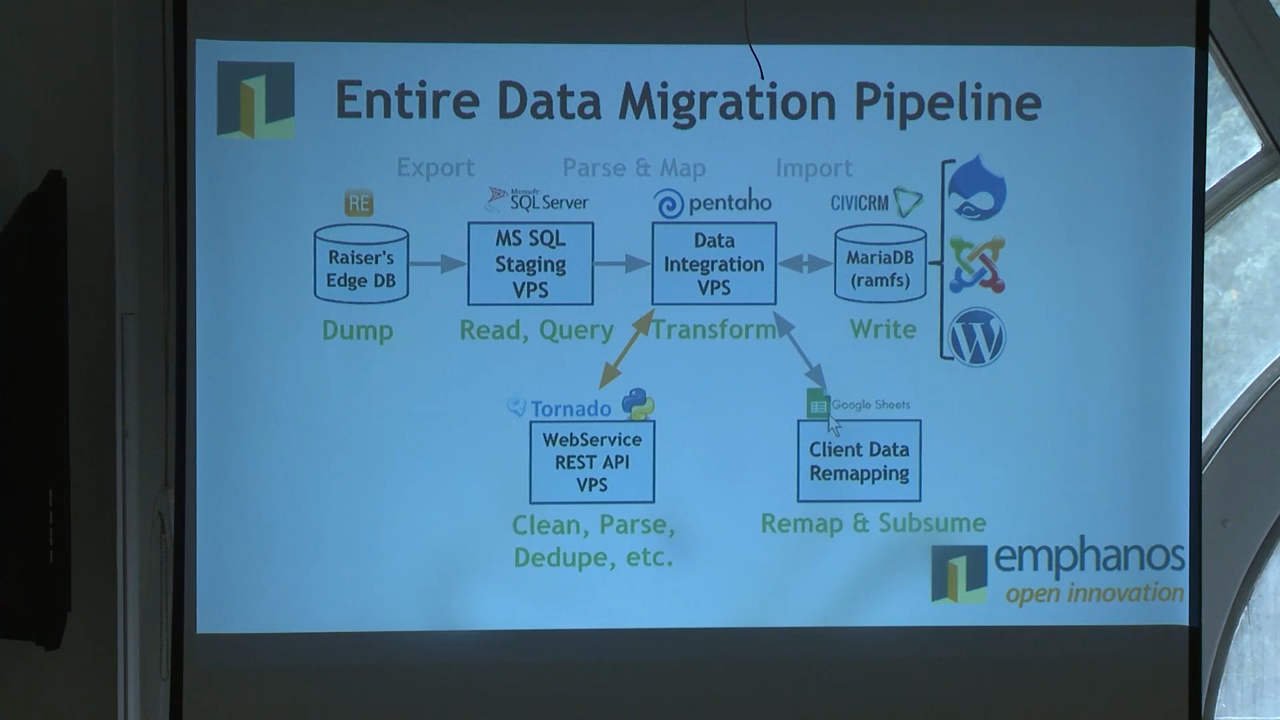 Entire Data Migration Pipeline
Export
Parse & Map
Import
RE
Microsoft
SQL Server
pentaho
CIVICRM
Raiser's
Edge DB
MS SQL
Staging
VPS
Data
Integration
VPS
MariaDB
(ramfs)
Dump
Read, Query
Transform
Write
Tornado
Google Sheets
WebService
REST API
VPS
Client Data
Remapping
Clean, Parse,
Dedupe, etc.
Remap & Subsume
emphanos
open innovation